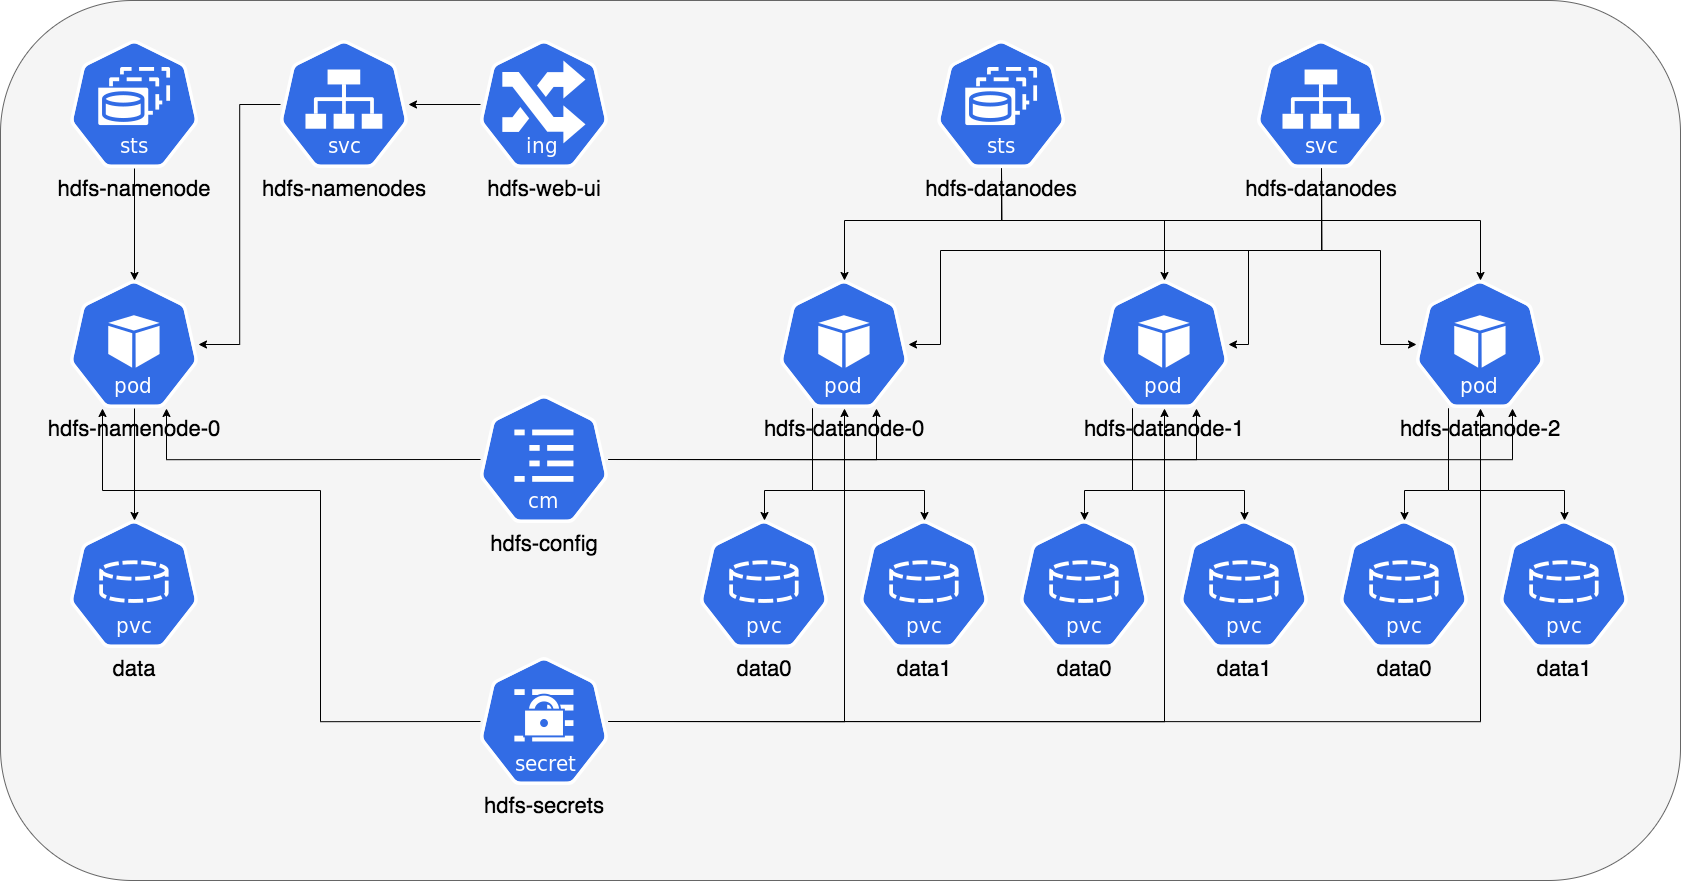 sts
svc
ing
sts
svc
hdfs-namenode
hdfs-namenodes
hdfs-web-ui
hdfs-datanodes
hdfs-datanodes
pod
pod
pod
pod
hdfs-namenode-0
hdfs-datanode-0
hdfs-datanode-1
hdfs-datanode-2
cm
hdfs-config
pvc
pvc
pvc
pvc
pvc
pvc
pvc
data
data0
data1
data0
data1
data0
data1
secret
hdfs-secrets